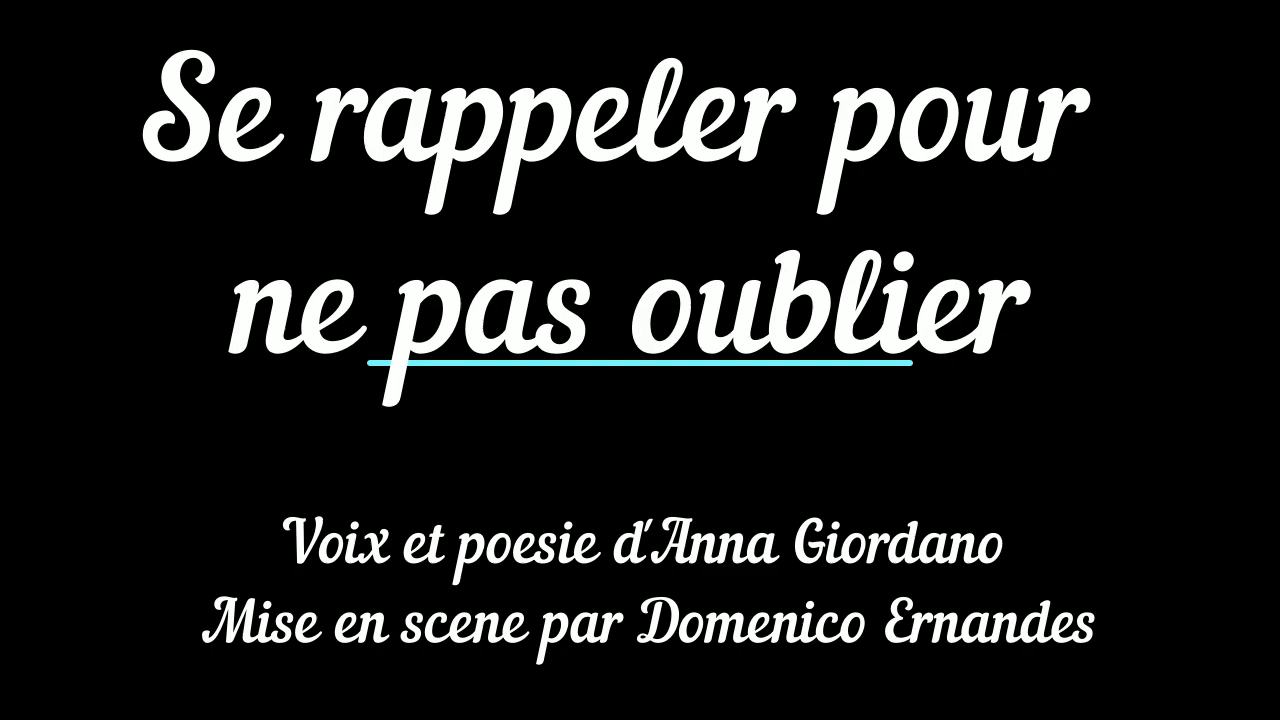 Se rappeler pour
ne pas oublier
Voix et poesie d'Anna Giordano
Mise en scene par Domenico Ernandes